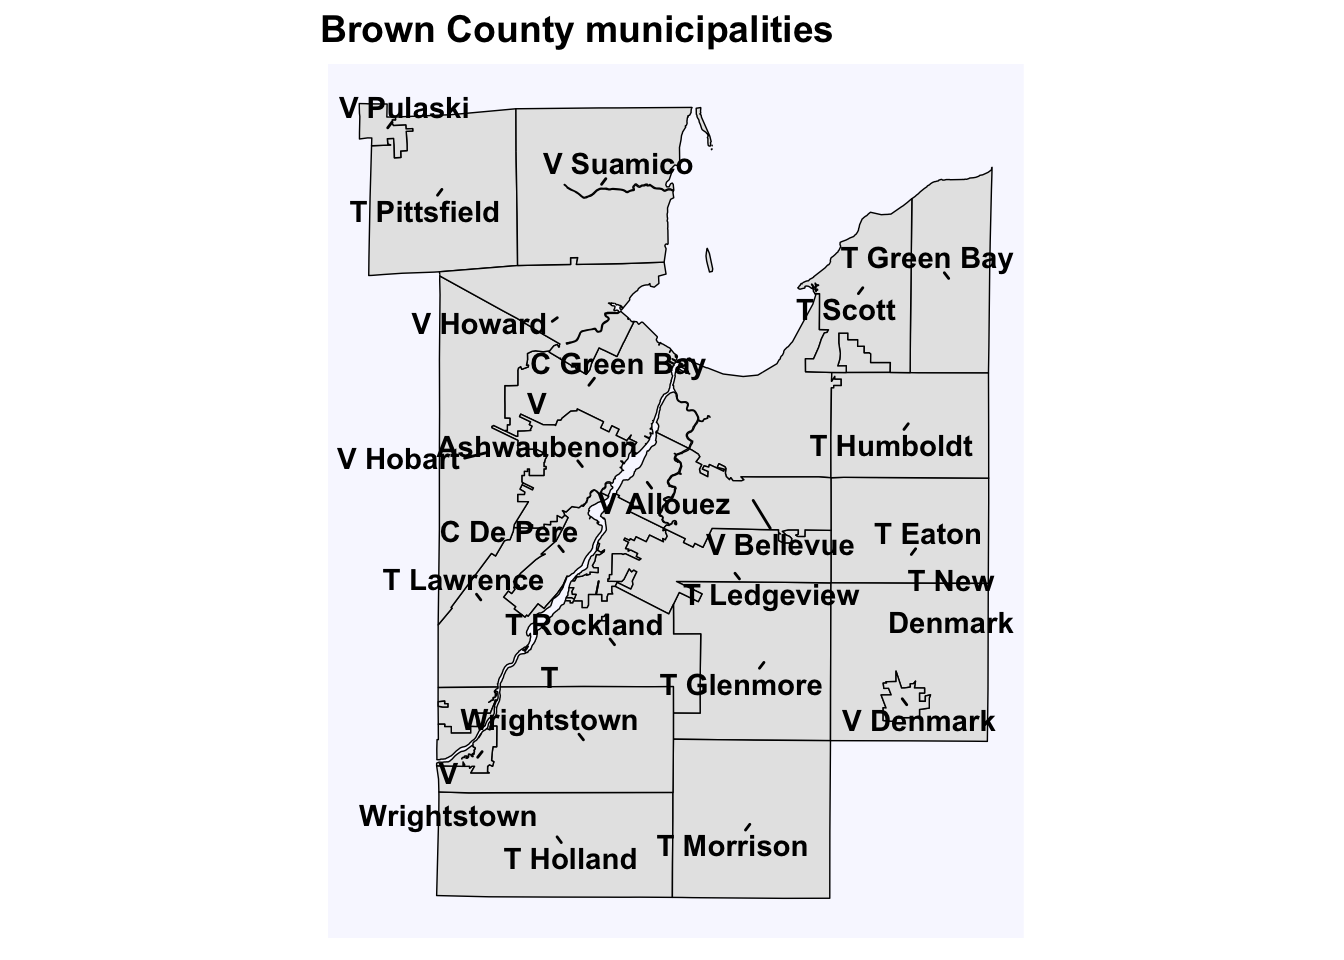 Brown County municipalities
V Pulaski
V Suamico
T Pittsfield
T Green Bay
T Scott
V Howard
C Green Bay
V
Ashwaubenon
T Humboldt
V Hobart
V Allouez
C De Pere
T Eaton
V Bellevue
T Lawrence
T New
Denmark
T Ledgeview
T Rockland
T
Wrightstown
T Glenmore
V Denmark
V
Wrightstown
T Morrison
T Holland